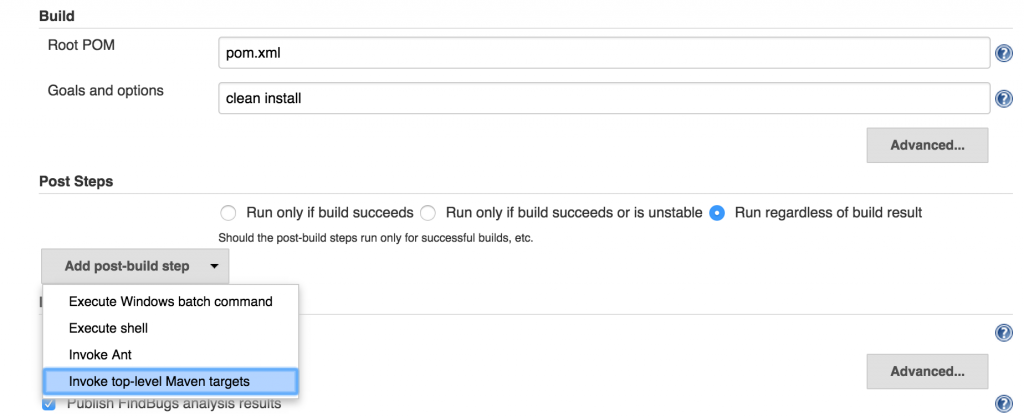 Build
Root POM
pom.xml
Goals and options
clean install
Advanced...
Post Steps
Run only if build succeeds Run only if build succeeds or is unstable Run regardless of build result
Should the post-build steps run only for successful builds, etc.
Add post-build step
Execute Windows batch command
Execute shell
Invoke Ant
Advanced...
Invoke top-level Maven targets
Publish FindBugs analysis results